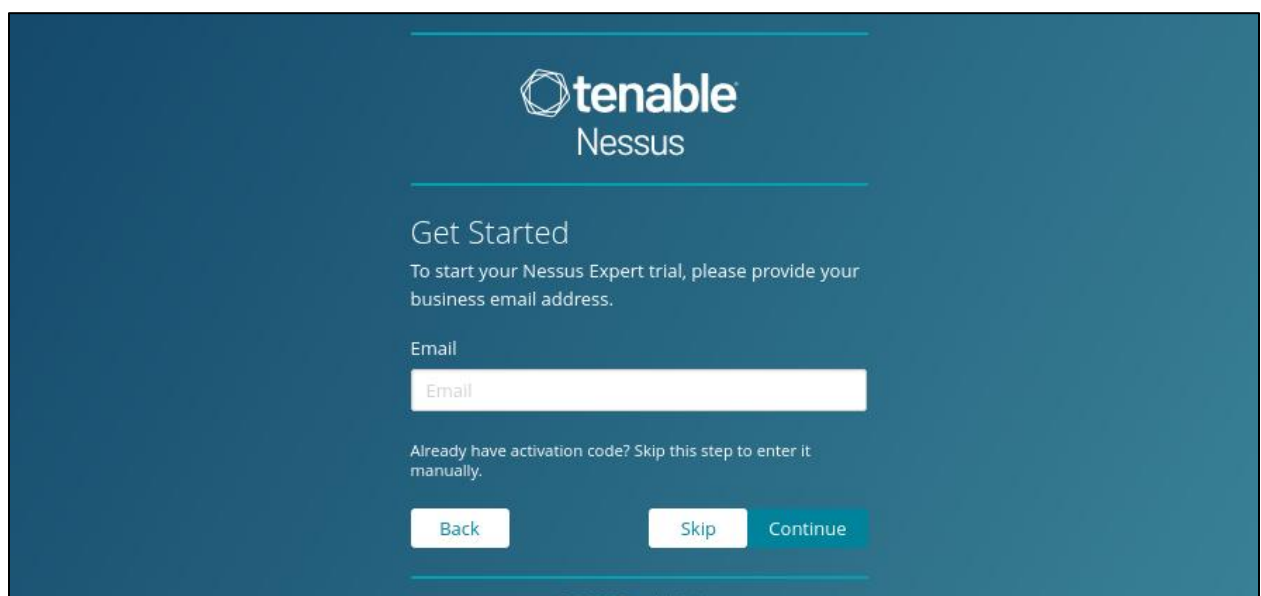 tenable
Nessus
Get Started
To start your Nessus Expert trial, please provide your
business email address.
Email
Email
Already have activation code? Skip this step to enter it
manually.
Back
Skip
Continue